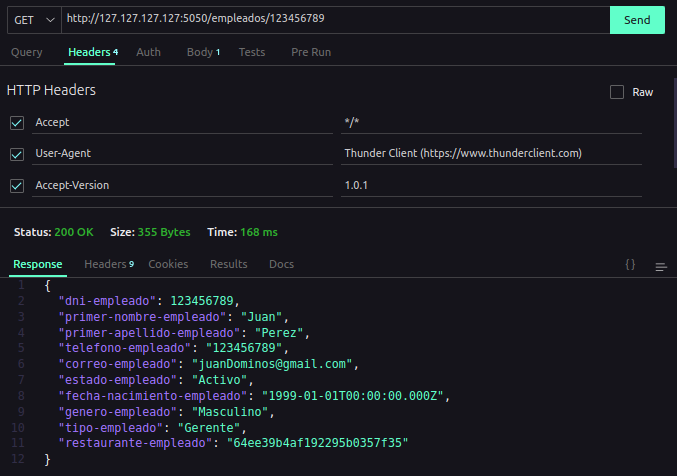 GET http://127.127.127.127:5050/empleados/123456789 Send
Query Headers 4 Auth Body 1 Tests Pre Run
HTTP Headers Raw
Accept */*
User-Agent Thunder Client (https://www.thunderclient.com)
Accept-Version 1.0.1
Status: 200 OK Size: 355 Bytes Time: 168 ms
Response Headers 9 Cookies Results Docs {}
1 {
2 "dni-empleado": 123456789,
3 "primer-nombre-empleado": "Juan",
4 "primer-apellido-empleado": "Perez",
5 "telefono-empleado": "123456789",
6 "correo-empleado": "juanDominos@gmail.com",
7 "estado-empleado": "Activo",
8 "fecha-nacimiento-empleado": "1999-01-01T00:00:00.000Z",
9 "genero-empleado": "Masculino",
10 "tipo-empleado": "Gerente",
11 "restaurante-empleado": "64ee39b4af192295b0357f35"
12 }